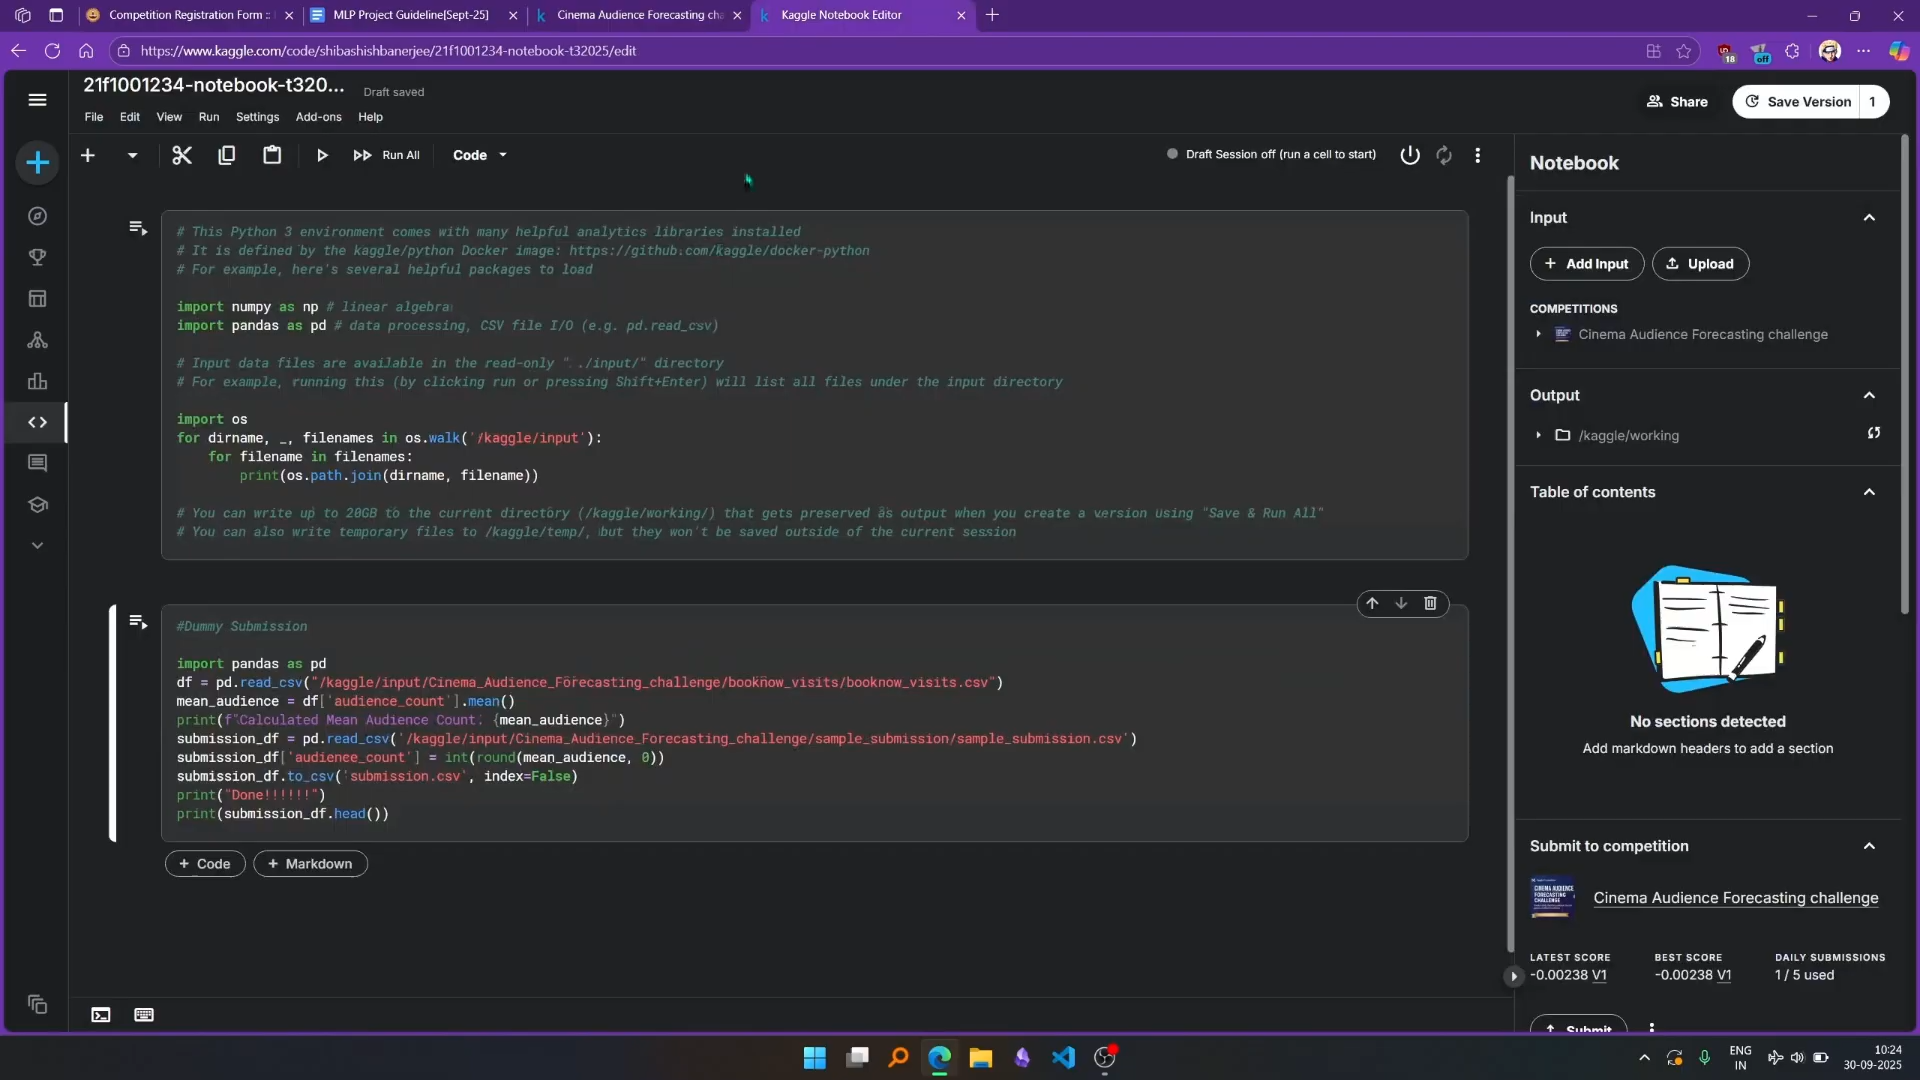 Competition Registration Form ::
MLP Project Guideline[Sept-25]
Cinema Audience Forecasting cha
Kaggle Notebook Editor
https://www.kaggle.com/code/shibashishbanerjee/21f1001234-notebook-t32025/edit
18
off
21f1001234-notebook-t320...
Draft saved
File Edit View Run Settings Add-ons Help
Share
Save Version 1
Run All
Code
Draft Session off (run a cell to start)
# This Python 3 environment comes with many helpful analytics libraries installed
# It is defined by the kaggle/python Docker image: https://github.com/kaggle/docker-python
# For example, here's several helpful packages to load
import numpy as np # linear algebra
import pandas as pd # data processing, CSV file I/O (e.g. pd.read_csv)
# Input data files are available in the read-only "../input/" directory
# For example, running this (by clicking run or pressing Shift+Enter) will list all files under the input directory
import os
for dirname, _, filenames in os.walk('/kaggle/input'):
for filename in filenames:
print(os.path.join(dirname, filename))
# You can write up to 20GB to the current directory (/kaggle/working/) that gets preserved as output when you create a version using "Save & Run All"
# You can also write temporary files to /kaggle/temp/, but they won't be saved outside of the current session
#Dummy Submission
import pandas as pd
df = pd.read_csv("/kaggle/input/Cinema_Audience_Forecasting_challenge/booknow_visits/booknow_visits.csv")
mean_audience = df['audience_count'].mean()
print(f"Calculated Mean Audience Count: {mean_audience}")
submission_df = pd.read_csv('/kaggle/input/Cinema_Audience_Forecasting_challenge/sample_submission/sample_submission.csv')
submission_df['audience_count'] = int(round(mean_audience, 0))
submission_df.to_csv('submission.csv', index=False)
print("Done!!!!!!")
print(submission_df.head())
+ Code
+ Markdown
Notebook
Input
+ Add Input
Upload
COMPETITIONS
Cinema Audience Forecasting challenge
Output
/kaggle/working
Table of contents
No sections detected
Add markdown headers to add a section
Submit to competition
CINEMA AUDIENCE
FORECASTING
CHALLENGE
Cinema Audience Forecasting challenge
LATEST SCORE
-0.00238 V1
BEST SCORE
-0.00238 V1
DAILY SUBMISSIONS
1 / 5 used
Submit
ENG
IN
10:24
30-09-2025